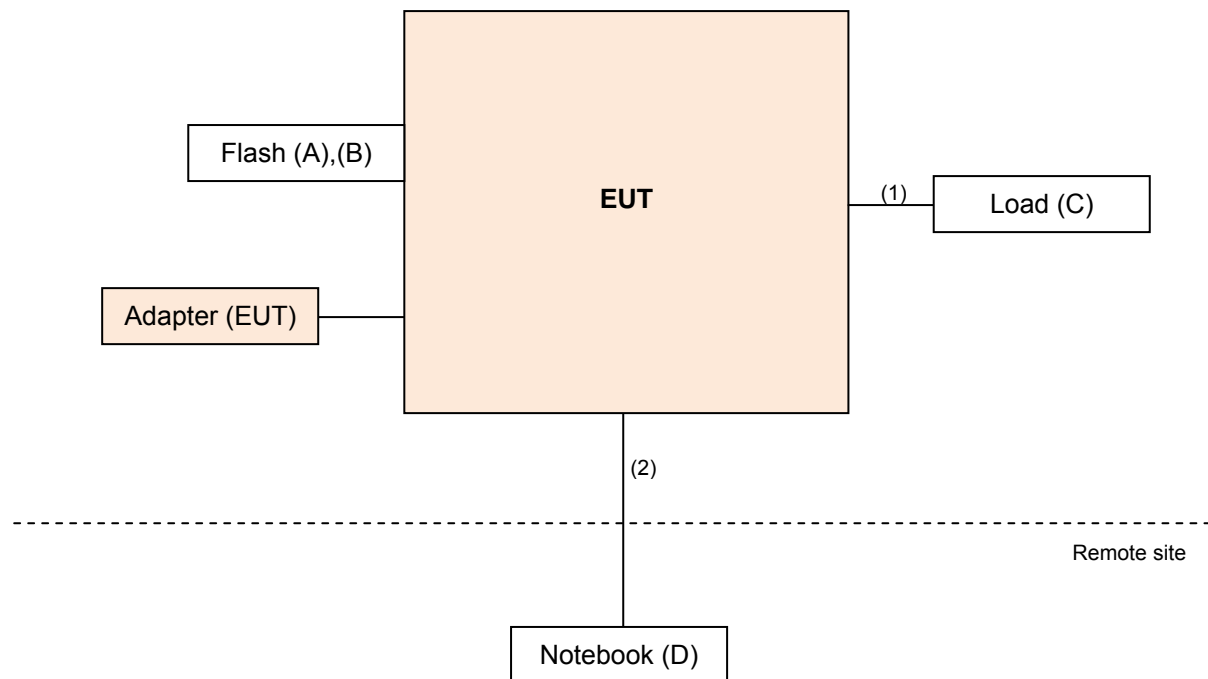 Flash (A),(B)
EUT
(1)
Load (C)
Adapter (EUT)
(2)
Remote site
Notebook (D)